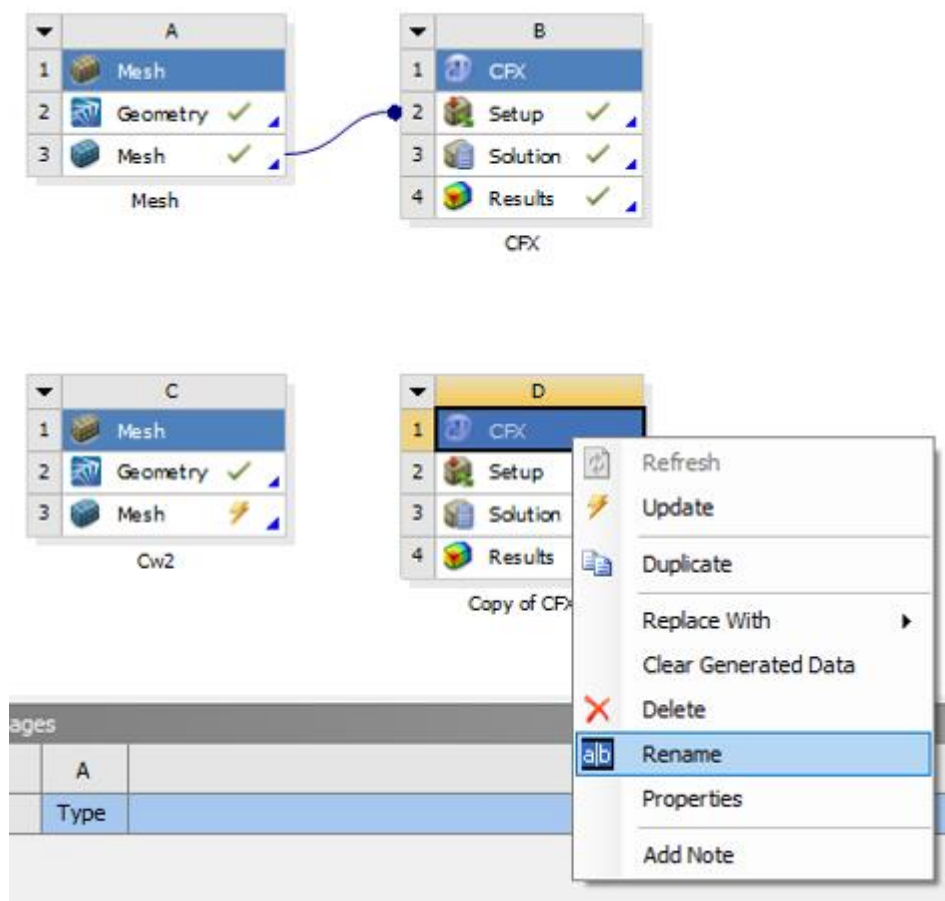 A B
1 Mesh 1 CFX
2 Geometry 2 Setup
3 Mesh 3 Solution
Mesh 4 Results
CFX
C D
1 Mesh 1 CFX
2 Geometry 2 Setup
3 Mesh 3 Solution
Cw2 4 Results
Copy of CFX
Refresh
Update
Duplicate
Replace With
Clear Generated Data
Delete
a|b Rename
Properties
Add Note
ages
A
Type